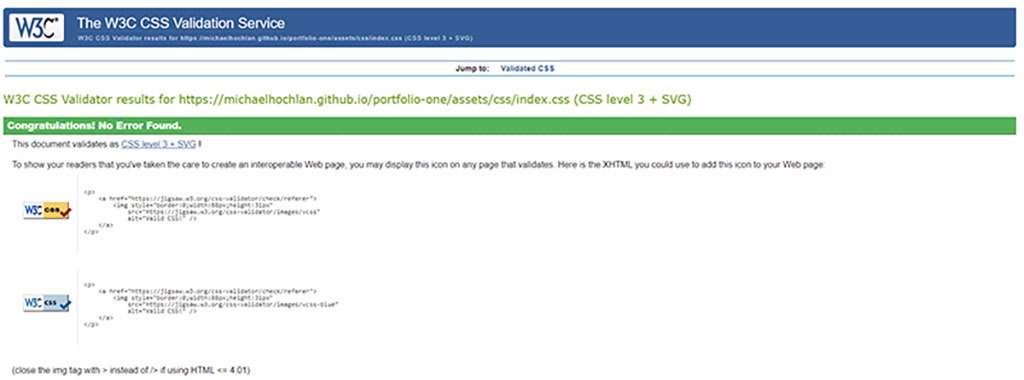 W3C® The W3C CSS Validation Service
W3C CSS Validator results for https://michaelhochlan.github.io/portfolio-one/assets/css/index.css (CSS level 3 + SVG)
Jump to: Validated CSS
W3C CSS Validator results for https://michaelhochlan.github.io/portfolio-one/assets/css/index.css (CSS level 3 + SVG)
Congratulations! No Error Found.
This document validates as CSS level 3 + SVG !
To show your readers that you've taken the care to create an interoperable Web page, you may display this icon on any page that validates. Here is the XHTML you could use to add this icon to your Web page:
W3C css
<p>
<a href="https://jigsaw.w3.org/css-validator/check/referer">
<img style="border:0;width:88px;height:31px"
src="https://jigsaw.w3.org/css-validator/images/vcss"
alt="Valid CSS!" />
</a>
</p>
W3C css
<p>
<a href="https://jigsaw.w3.org/css-validator/check/referer">
<img style="border:0;width:88px;height:31px"
src="https://jigsaw.w3.org/css-validator/images/vcss-blue"
alt="Valid CSS!" />
</a>
</p>
(close the img tag with > instead of /> if using HTML <= 4.01)